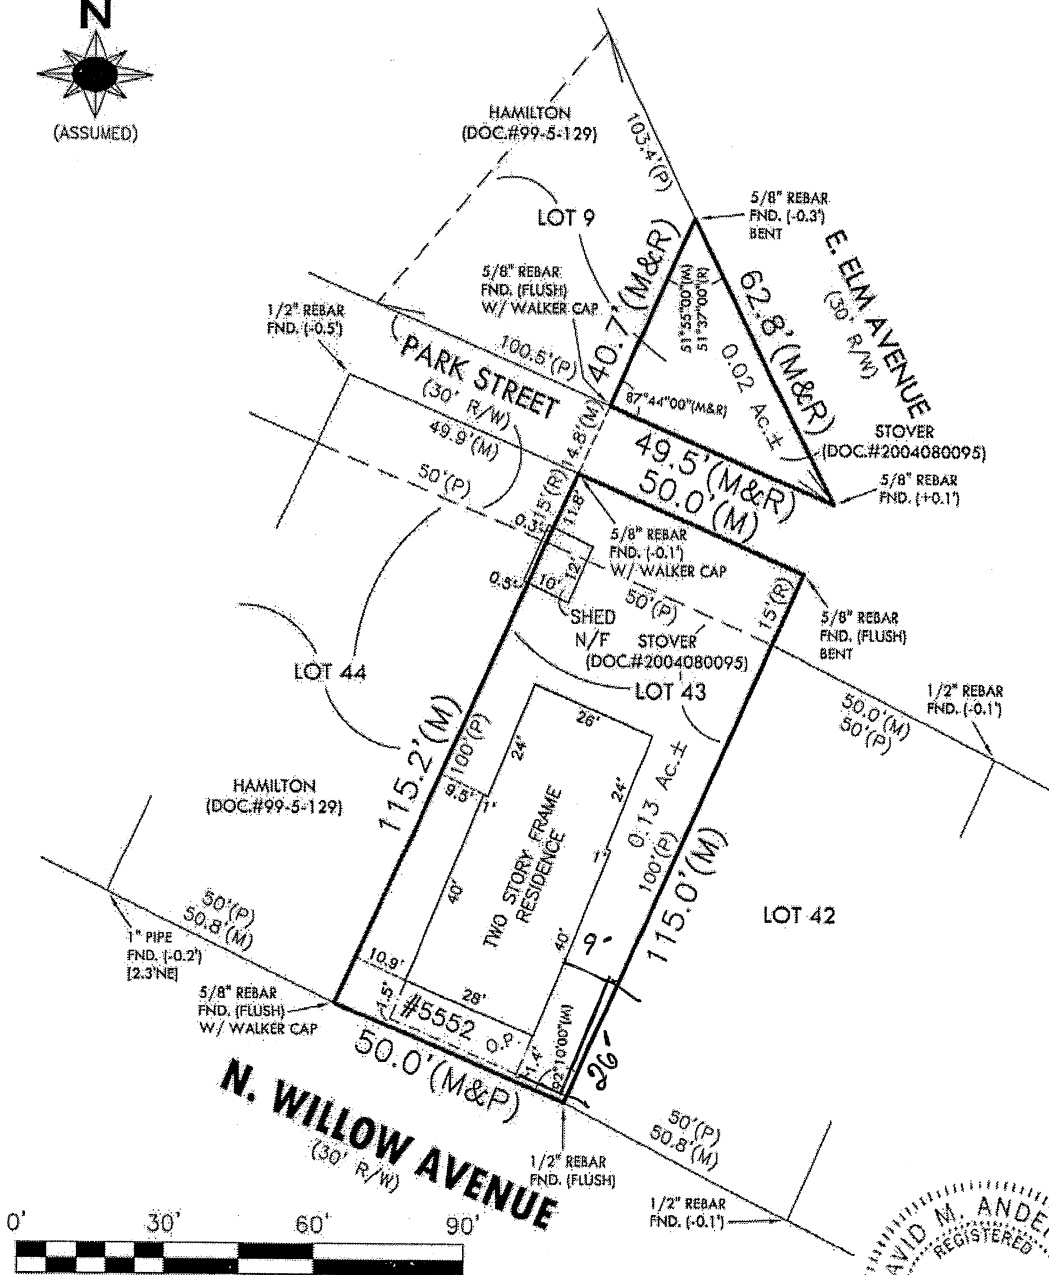 N
(ASSUMED)
HAMILTON
(DOC.#99-5-129)
103.4'(P)
LOT 9
5/8" REBAR
FND. (-0.3')
BENT
E. ELM AVENUE
(30' R/W)
5/8" REBAR
FND. (FLUSH)
W/ WALKER CAP
40.7'(M&R)
51°55'00"(M)
51°37'00"(R)
62.8'(M&R)
0.02 Ac.±
1/2" REBAR
FND. (-0.5')
100.5'(P)
PARK STREET
(30' R/W)
87°44"00"(M&R)
STOVER
(DOC.#2004080095)
49.9'(M)
14.8'(M)
49.5'(M&R)
50.0'(M)
5/8" REBAR
FND. (+0.1')
50'(P)
15'(R)
11.8'
0.3'
5/8" REBAR
FND. (-0.1')
W/ WALKER CAP
0.5'
10'
12'
50'(P)
15'(R)
SHED
N/F
STOVER
(DOC.#2004080095)
5/8" REBAR
FND. (FLUSH)
BENT
LOT 44
LOT 43
1/2" REBAR
FND. (-0.1')
50.0'(M)
50'(P)
26'
24'
24'
115.2'(M)
100'(P)
9.5'
1'
HAMILTON
(DOC.#99-5-129)
TWO STORY FRAME
RESIDENCE
0.13 Ac.±
100'(P)
1'
115.0'(M)
40'
40'
9'
LOT 42
50'(P)
50.8'(M)
1" PIPE
FND. (-0.2')
[2.3'NE]
10.9'
28'
5/8" REBAR
FND. (FLUSH)
W/ WALKER CAP
#5552
1.4'
92°10'00"(M)
26'
50.0'(M&P)
N. WILLOW AVENUE
(30' R/W)
1/2" REBAR
FND. (FLUSH)
50'(P)
50.8'(M)
1/2" REBAR
FND. (-0.1')
0'
30'
60'
90'
REGISTERED